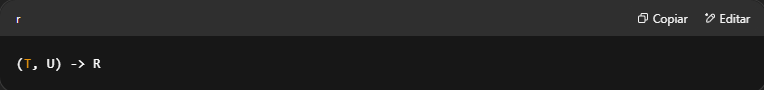 r
Copiar
Editar
(T, U) -> R